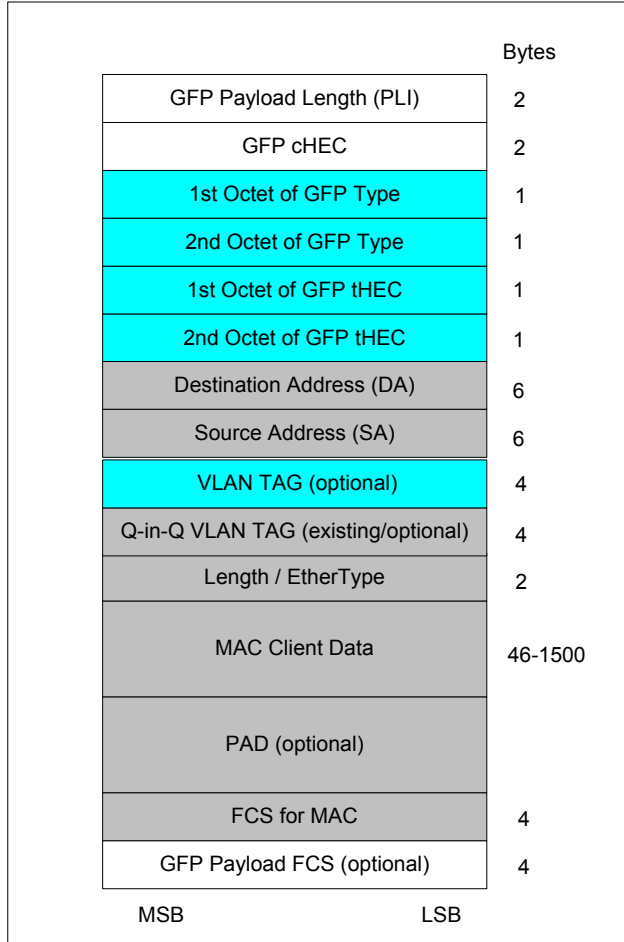 Bytes
GFP Payload Length (PLI) 2
GFP cHEC 2
1st Octet of GFP Type 1
2nd Octet of GFP Type 1
1st Octet of GFP tHEC 1
2nd Octet of GFP tHEC 1
Destination Address (DA) 6
Source Address (SA) 6
VLAN TAG (optional) 4
Q-in-Q VLAN TAG (existing/optional) 4
Length / EtherType 2
MAC Client Data 46-1500
PAD (optional)
FCS for MAC 4
GFP Payload FCS (optional) 4
MSB LSB